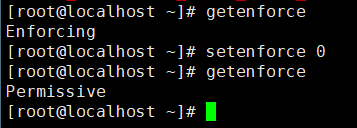 [root@localhost ~]# getenforce
Enforcing
[root@localhost ~]# setenforce 0
[root@localhost ~]# getenforce
Permissive
[root@localhost ~]#